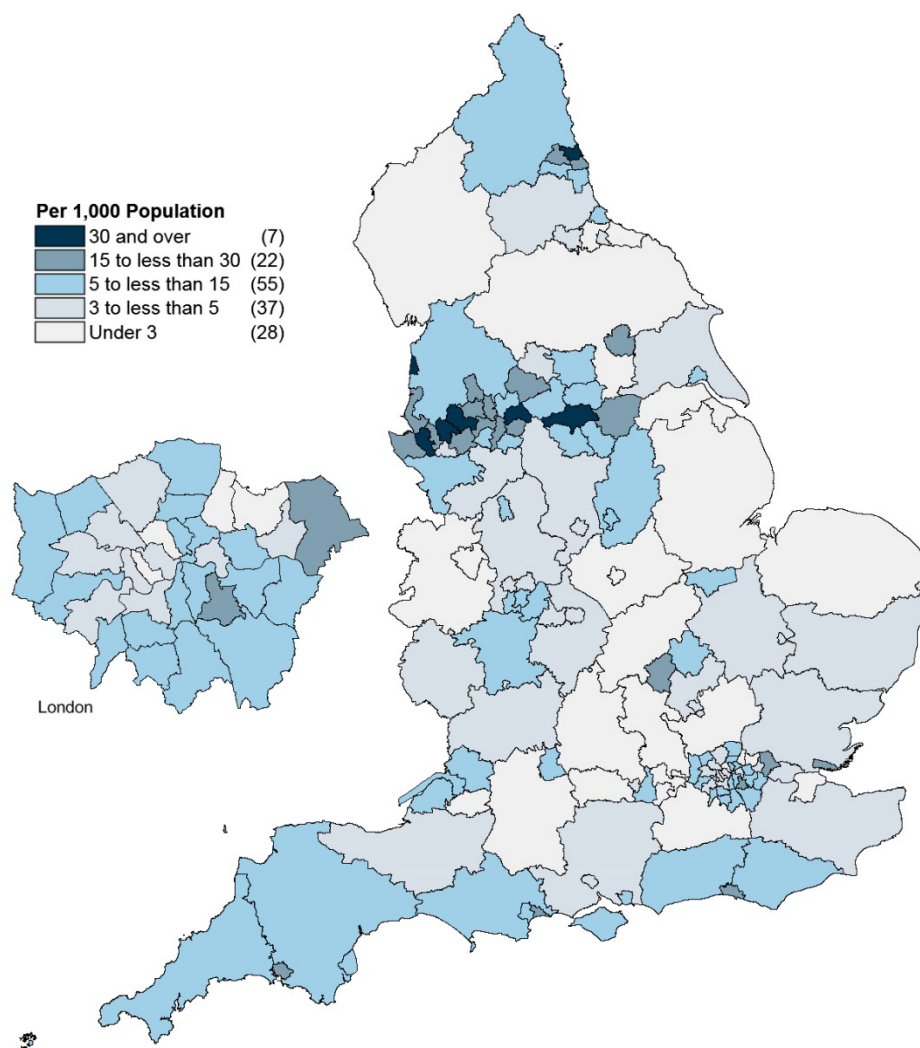 Per 1,000 Population
30 and over (7)
15 to less than 30 (22)
5 to less than 15 (55)
3 to less than 5 (37)
Under 3 (28)
London